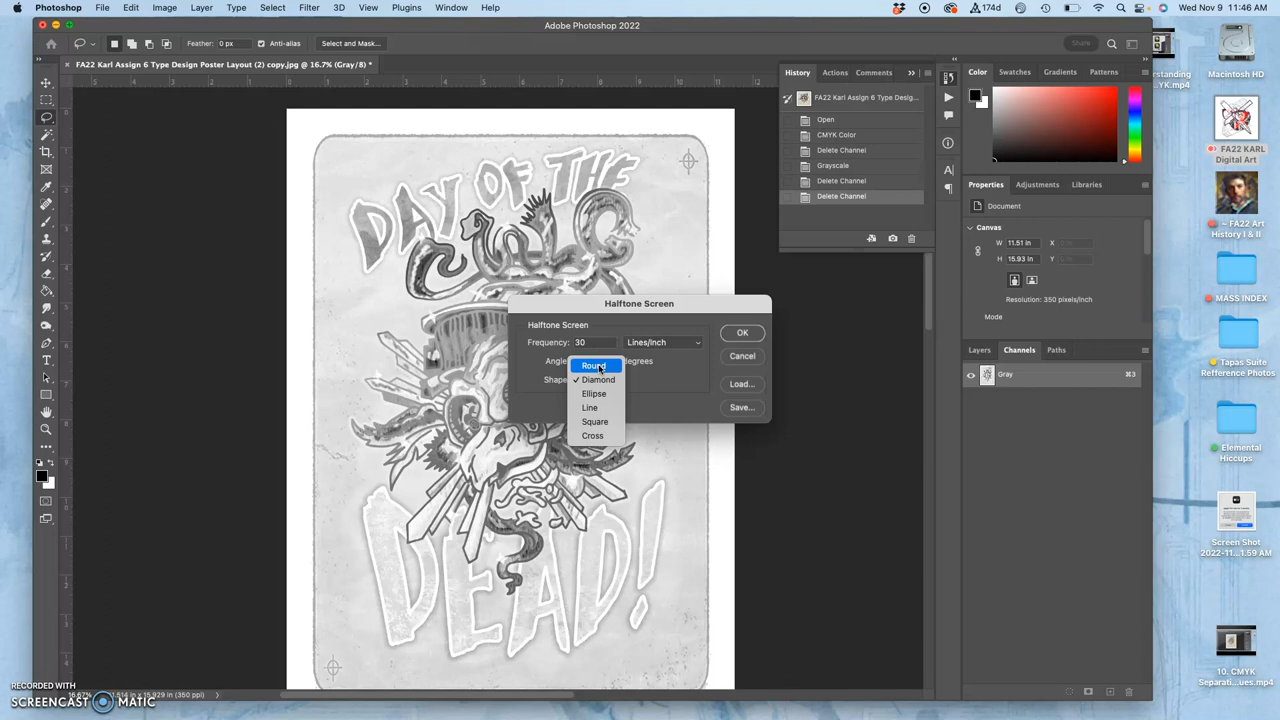 Photoshop File Edit Image Layer Type Select Filter 3D View Plugins Window Help
174d
Wed Nov 9 11:46 AM
Adobe Photoshop 2022
Feather: 0 px Anti-alias Select and Mask... Share
× FA22 Karl Assign 6 Type Design Poster Layout (2) copy.jpg @ 16.7% (Gray/8) *
DAY OF THE
DEAD!
History Actions Comments
FA22 Karl Assign 6 Type Desig...
Open
CMYK Color
Delete Channel
Grayscale
Delete Channel
Delete Channel
Halftone Screen
Halftone Screen
Frequency: 30 Lines/Inch
Angle: degrees
Shape:
Round
✓ Diamond
Ellipse
Line
Square
Cross
OK
Cancel
Load...
Save...
Color Swatches Gradients Patterns
Properties Adjustments Libraries
Document
Canvas
W 11.51 in X
H 15.93 in Y
Resolution: 350 pixels/inch
Mode
Layers Channels Paths
Gray ⌘3
Macintosh HD
FA22 KARL
Digital Art
~ FA22 Art
History I & II
MASS INDEX
Tapas Suite
Refference Photos
Elemental
Hiccups
Screen Shot
2022-11...1.59 AM
10. CMYK
Separati...ues.mp4
RECORDED WITH
SCREENCAST MATIC